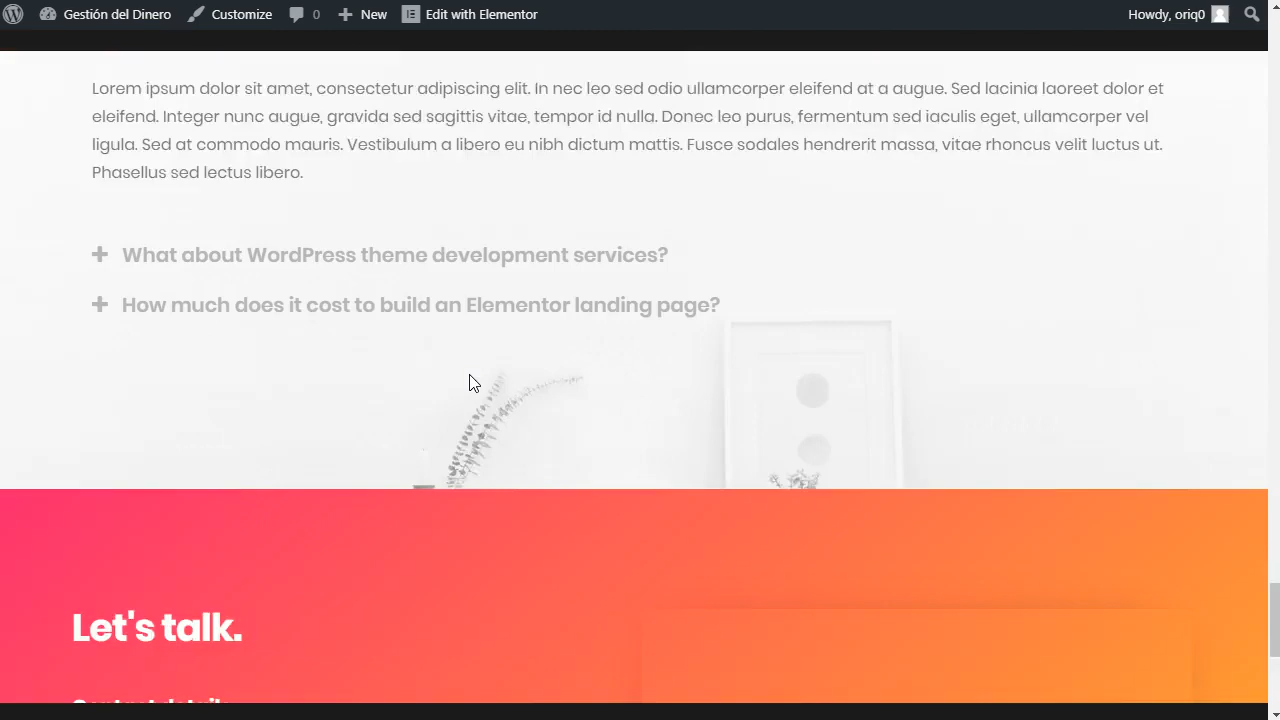 Gestión del Dinero Customize 0 New Edit with Elementor Howdy, oriq0
Lorem ipsum dolor sit amet, consectetur adipiscing elit. In nec leo sed odio ullamcorper eleifend at a augue. Sed lacinia laoreet dolor et
eleifend. Integer nunc augue, gravida sed sagittis vitae, tempor id nulla. Donec leo purus, fermentum sed iaculis eget, ullamcorper vel
ligula. Sed at commodo mauris. Vestibulum a libero eu nibh dictum mattis. Fusce sodales hendrerit massa, vitae rhoncus velit luctus ut.
Phasellus sed lectus libero.
What about WordPress theme development services?
How much does it cost to build an Elementor landing page?
Let's talk.